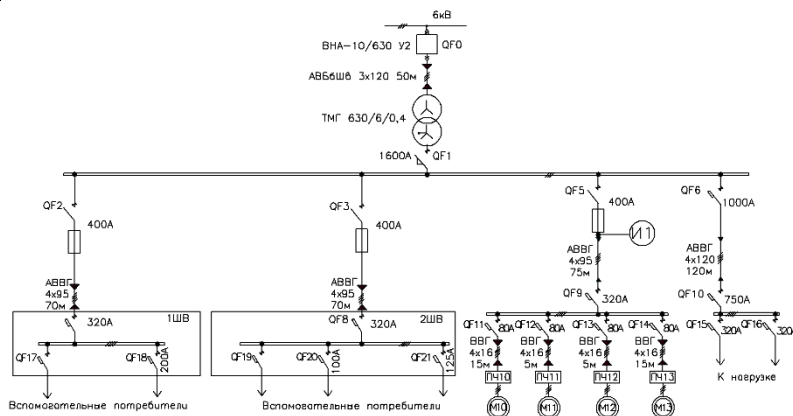 6кВ
ВНА-10/630 У2 QF0
АВБбШв 3х120 50м
ТМГ 630/6/0,4
1600А QF1
QF2 400А
QF3 400А
QF5 400А
QF6 1000А
И1
АВВГ 4х95 70м
АВВГ 4х95 70м
АВВГ 4х95 75м
АВВГ 4х120 120м
320А 1ШВ
QF8 320А 2ШВ
QF9 320А
QF10 750А
QF17 QF18 200А
QF19 QF20 100А QF21 125А
QF11 80А QF12 80А QF13 80А QF14 80А
QF15 320А QF16 320А
ВВГ 4х16 15м
ВВГ 4х16 5м
ВВГ 4х16 5м
ВВГ 4х16 15м
ПЧ10 ПЧ11 ПЧ12 ПЧ13
М10 М11 М12 М13
Вспомогательные потребители
Вспомогательные потребители
К нагрузке